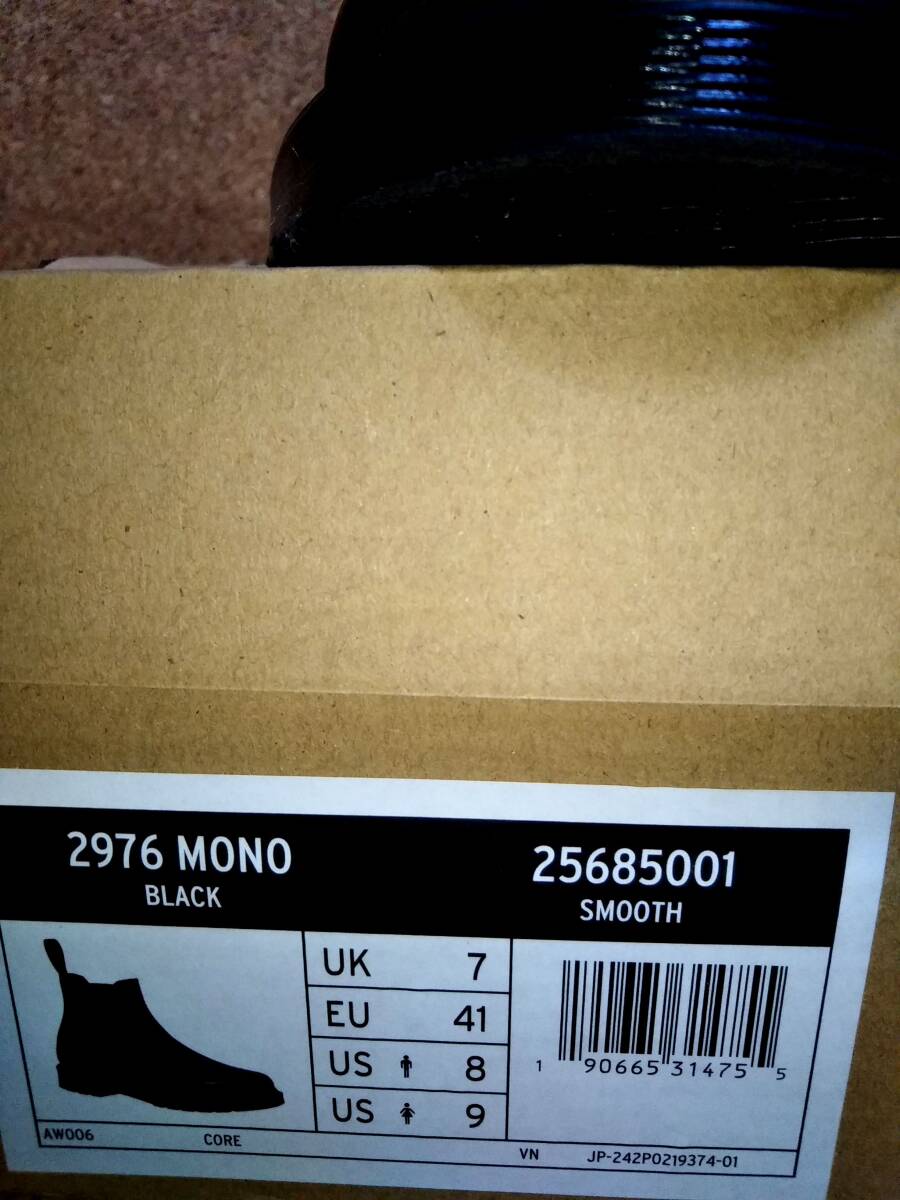 2976 MONO
BLACK
25685001
SMOOTH
UK 7
EU 41
US 8
US 9
1 90665 31475 5
AW006 CORE VN JP-242P0219374-01